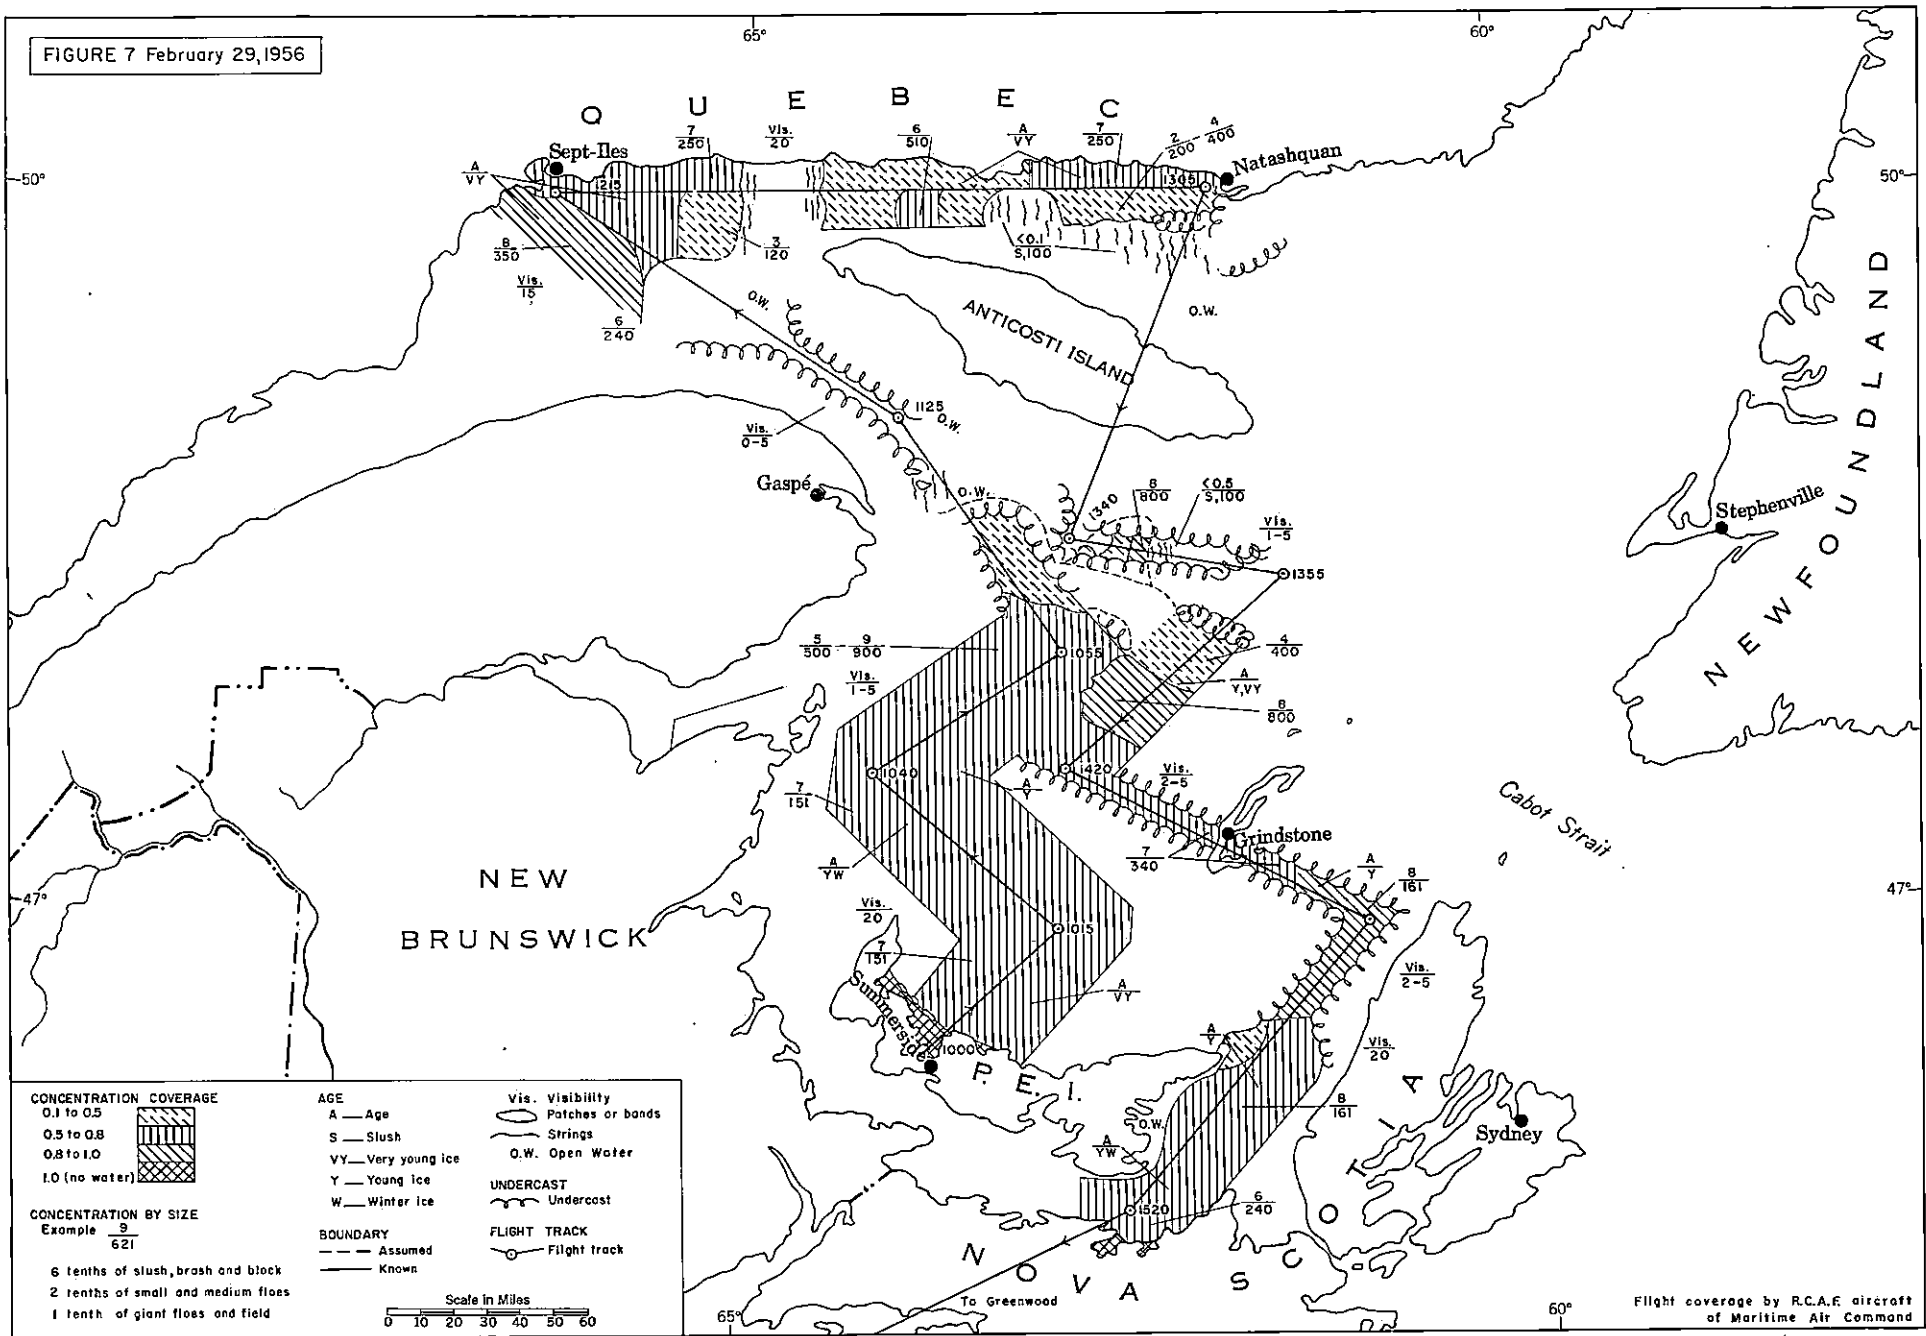 FIGURE 7 February 29, 1956
65°
60°
QUEBEC
7
250
Vis.
20
6
510
A
VY
7
250
2
200
4
400
Sept-Iles
Natashquan
A
VY
50°
1215
1305
50°
8
350
3
120
<0.1
S,100
Vis.
15
6
240
O.W.
O.W.
ANTICOSTI ISLAND
1125
O.W.
Vis.
0-5
Gaspé
O.W.
1340
8
800
<0.5
S,100
Vis.
1-5
Stephenville
1355
NEWFOUNDLAND
5
500
9
900
1055
4
400
Vis.
1-5
A
Y,VY
8
800
1040
1420
Vis.
2-5
7
151
A
Y
Cabot Strait
Grindstone
7
340
A
YW
A
Y
8
161
NEW
BRUNSWICK
47°
47°
Vis.
20
1015
7
151
Vis.
2-5
Summerside
A
VY
A
Y
Vis.
20
1000
P.E.I.
8
161
O.W.
Sydney
A
YW
1520
6
240
NOVA SCOTIA
To Greenwood
CONCENTRATION COVERAGE
0.1 to 0.5
0.5 to 0.8
0.8 to 1.0
1.0 (no water)
CONCENTRATION BY SIZE
Example 9
621
6 tenths of slush, brash and block
2 tenths of small and medium floes
1 tenth of giant floes and field
AGE
A — Age
S — Slush
VY — Very young ice
Y — Young ice
W — Winter ice
BOUNDARY
Assumed
Known
Vis. Visibility
Patches or bands
Strings
O.W. Open Water
UNDERCAST
Undercast
FLIGHT TRACK
Flight track
Scale in Miles
0 10 20 30 40 50 60
65°
60°
Flight coverage by R.C.A.F. aircraft
of Maritime Air Command